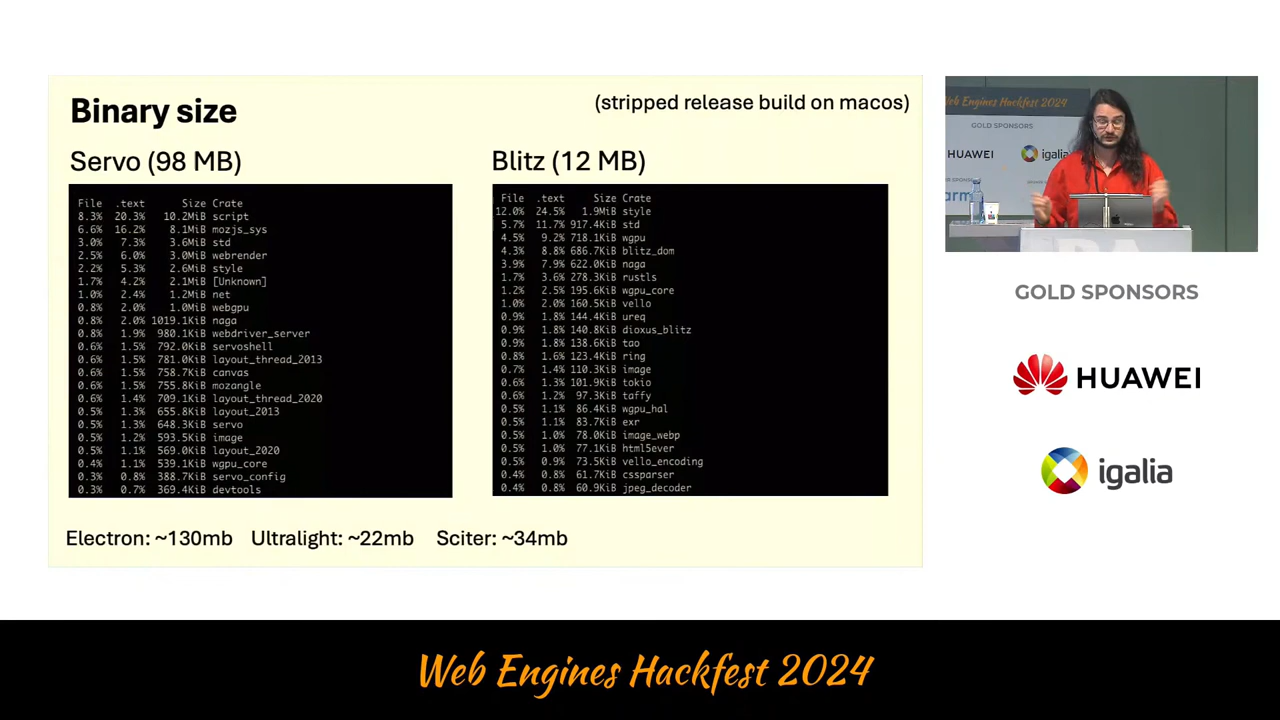 Binary size
(stripped release build on macos)
Servo (98 MB)
File .text Size Crate
8.3% 20.3% 10.2MiB script
6.6% 16.2% 8.1MiB mozjs_sys
3.0% 7.3% 3.6MiB std
2.5% 6.0% 3.0MiB webrender
2.2% 5.3% 2.6MiB style
1.7% 4.2% 2.1MiB [Unknown]
1.0% 2.4% 1.2MiB net
0.8% 2.0% 1.0MiB webgpu
0.8% 2.0% 1019.1KiB naga
0.8% 1.9% 980.1KiB webdriver_server
0.6% 1.5% 792.0KiB servoshell
0.6% 1.5% 781.0KiB layout_thread_2013
0.6% 1.5% 758.7KiB canvas
0.6% 1.5% 755.8KiB mozangle
0.6% 1.4% 709.1KiB layout_thread_2020
0.5% 1.3% 655.8KiB layout_2013
0.5% 1.3% 648.3KiB servo
0.5% 1.2% 593.5KiB image
0.5% 1.1% 569.0KiB layout_2020
0.4% 1.1% 539.1KiB wgpu_core
0.3% 0.8% 388.7KiB servo_config
0.3% 0.7% 369.4KiB devtools
Blitz (12 MB)
File .text Size Crate
12.0% 24.5% 1.9MiB style
5.7% 11.7% 917.4KiB std
4.5% 9.2% 718.1KiB wgpu
4.3% 8.8% 686.7KiB blitz_dom
3.9% 7.9% 622.0KiB naga
1.7% 3.6% 278.3KiB rustls
1.2% 2.5% 195.6KiB wgpu_core
1.0% 2.0% 160.5KiB vello
0.9% 1.8% 144.4KiB ureq
0.9% 1.8% 140.8KiB dioxus_blitz
0.9% 1.8% 138.6KiB tao
0.8% 1.6% 123.4KiB ring
0.7% 1.4% 110.3KiB image
0.6% 1.3% 101.9KiB tokio
0.6% 1.2% 97.3KiB taffy
0.5% 1.1% 86.4KiB wgpu_hal
0.5% 1.1% 83.7KiB exr
0.5% 1.0% 78.0KiB image_webp
0.5% 1.0% 77.1KiB html5ever
0.5% 0.9% 73.5KiB vello_encoding
0.4% 0.8% 61.7KiB cssparser
0.4% 0.8% 60.9KiB jpeg_decoder
Electron: ~130mb Ultralight: ~22mb Sciter: ~34mb
Web Engines Hackfest 2024
GOLD SPONSORS
HUAWEI
igalia
arm
GOLD SPONSORS
HUAWEI
igalia
Web Engines Hackfest 2024